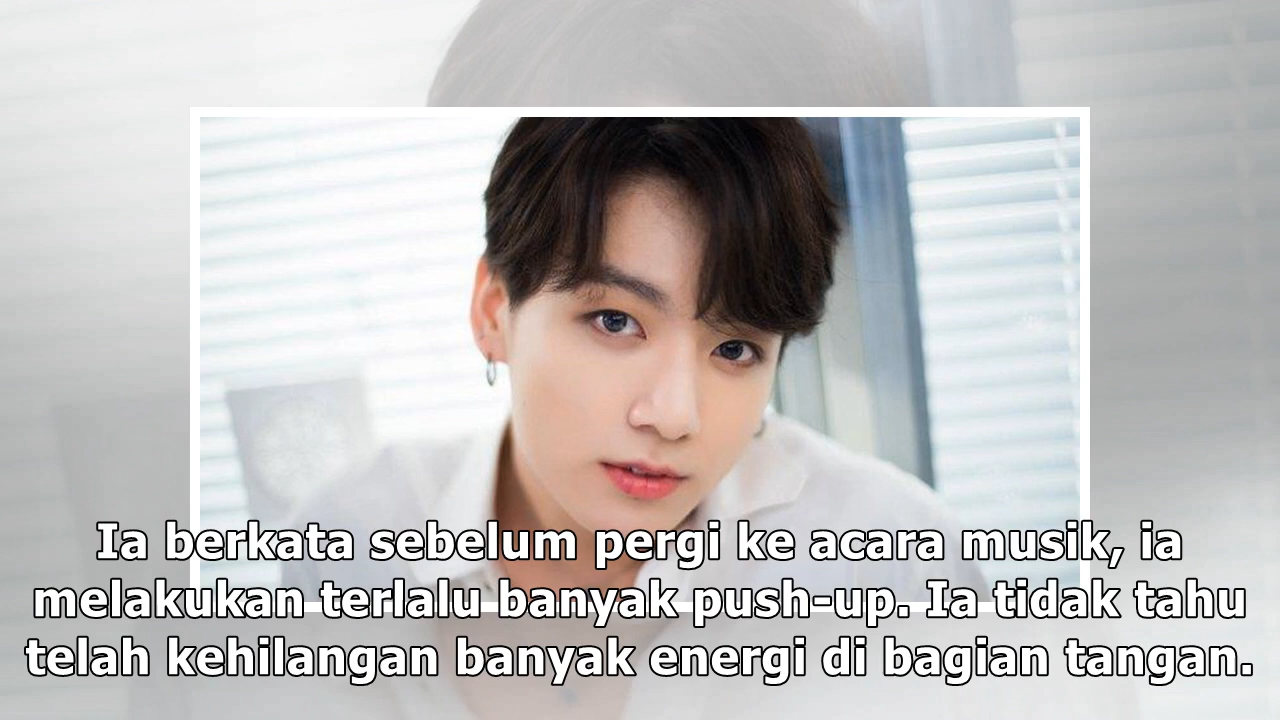 Ia berkata sebelum pergi ke acara musik, ia
melakukan terlalu banyak push-up. Ia tidak tahu
telah kehilangan banyak energi di bagian tangan.